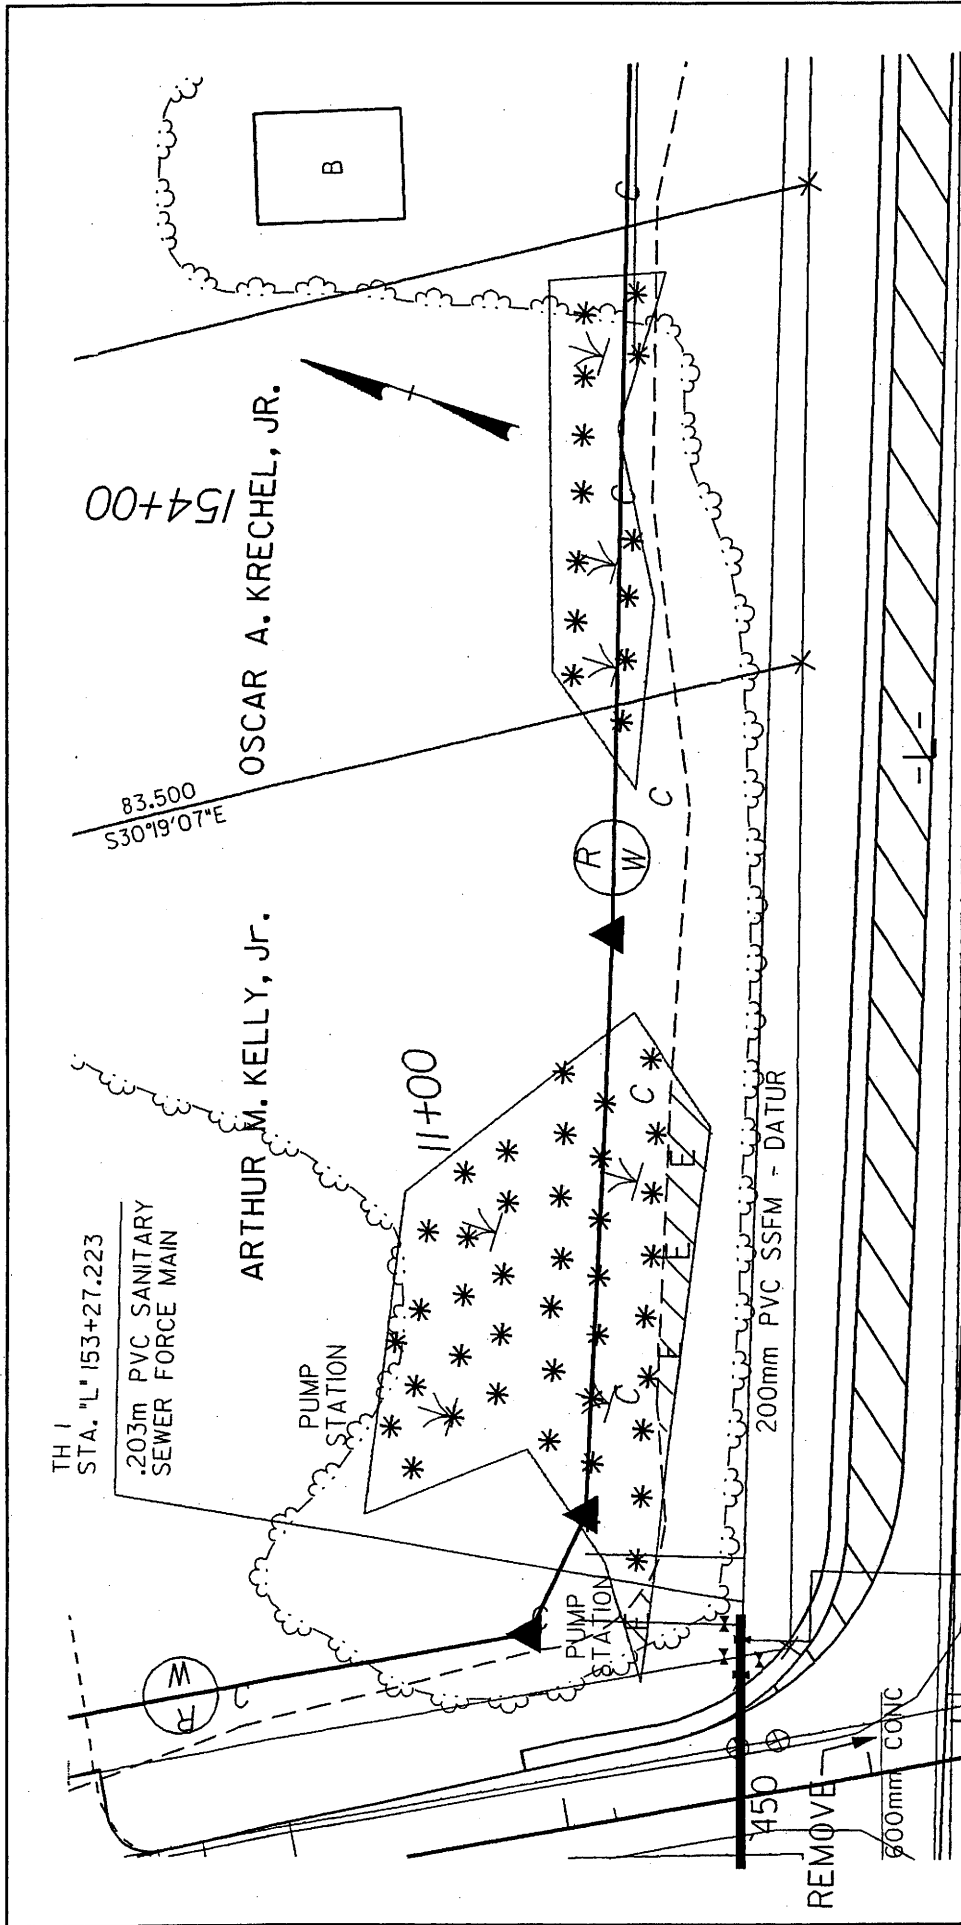 TH 1
STA. "L" 153+27.223
.203m PVC SANITARY
SEWER FORCE MAIN
ARTHUR M. KELLY, Jr.
83.500
S30°19'07"E
OSCAR A. KRECHEL, JR.
154+00
B
PUMP
STATION
11+00
R
W
R
W
C
C
C
C
C
C
E
E
PUMP
STATION
200mm PVC SSFM - DATUR
-L-
450
REMOVE
600mm CONC